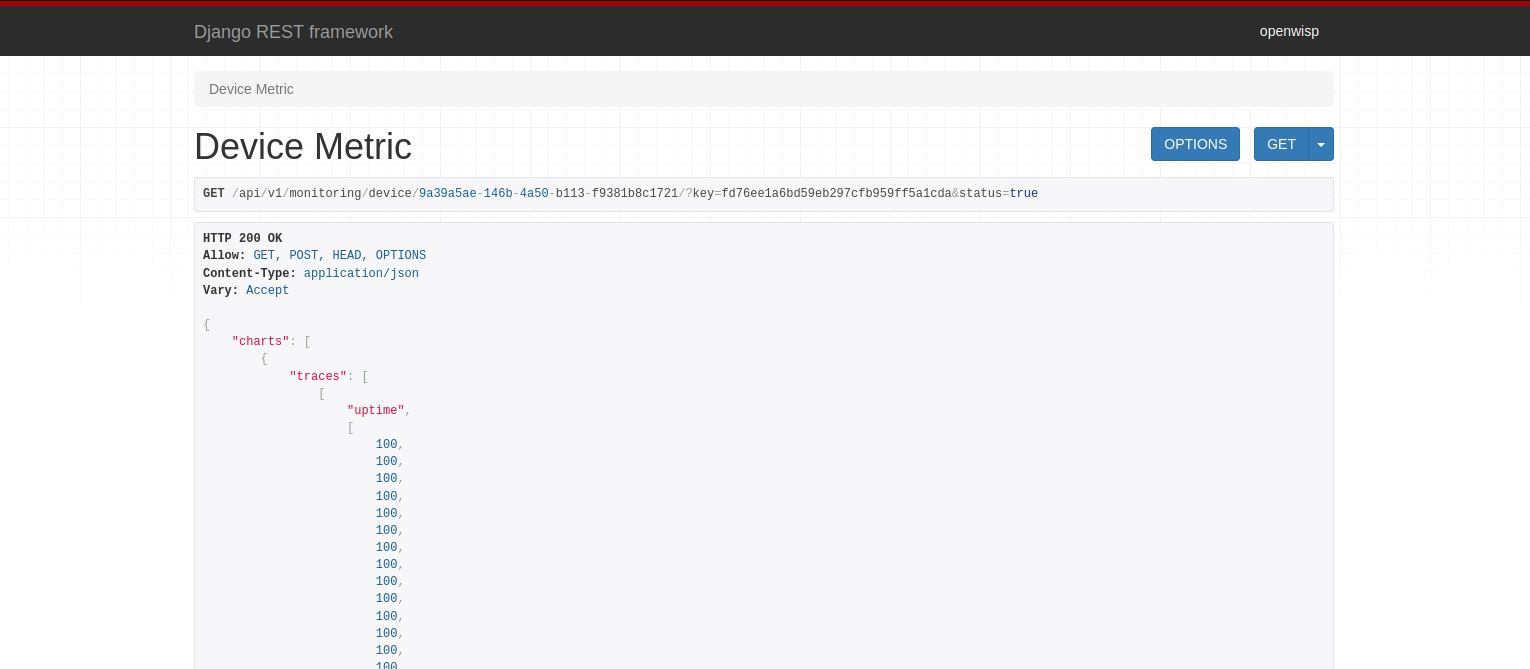 Django REST framework
openwisp
Device Metric
Device Metric
OPTIONS
GET
GET /api/v1/monitoring/device/9a39a5ae-146b-4a50-b113-f9381b8c1721/?key=fd76ee1a6bd59eb297cfb959ff5a1cda&status=true
HTTP 200 OK
Allow: GET, POST, HEAD, OPTIONS
Content-Type: application/json
Vary: Accept
{
"charts": [
{
"traces": [
[
"uptime",
[
100,
100,
100,
100,
100,
100,
100,
100,
100,
100,
100,
100,
100,
100